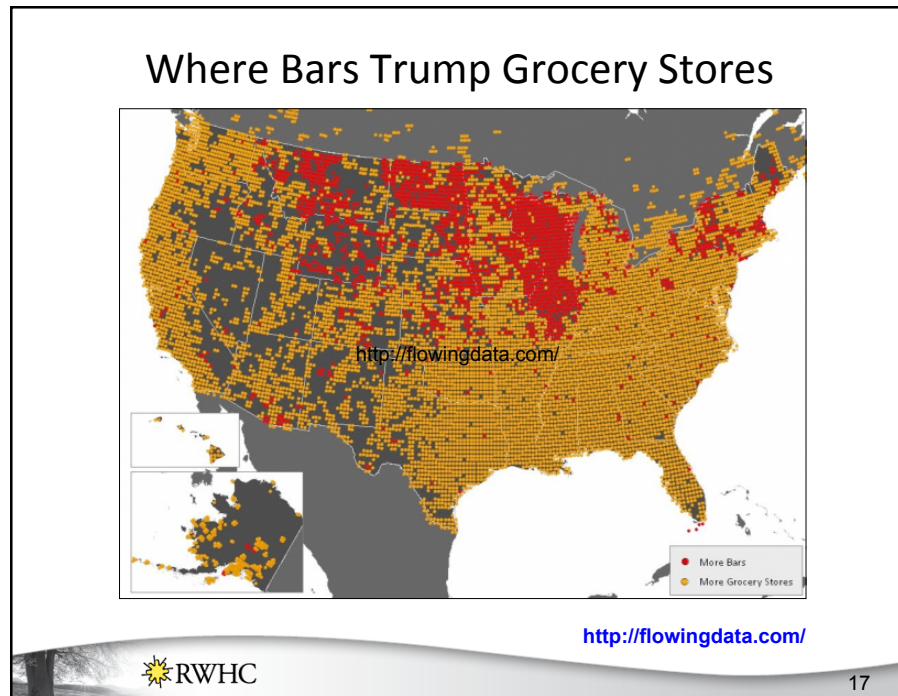 Where Bars Trump Grocery Stores
http://flowingdata.com/
More Bars
More Grocery Stores
http://flowingdata.com/
RWHC
17